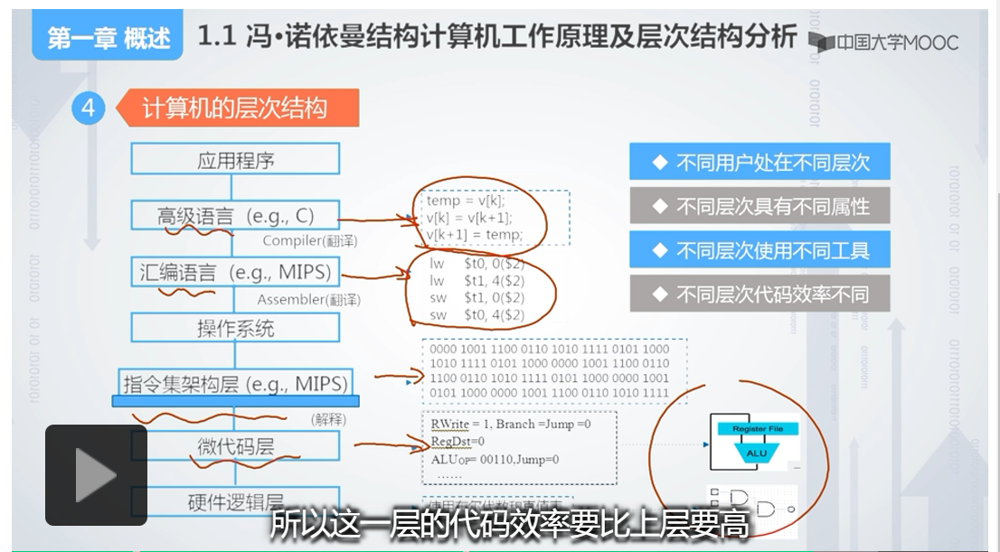 第一章 概述
1.1 冯·诺依曼结构计算机工作原理及层次结构分析
中国大学MOOC
4
计算机的层次结构
应用程序
高级语言 (e.g., C)
Compiler(翻译)
汇编语言 (e.g., MIPS)
Assembler(翻译)
操作系统
指令集架构层 (e.g., MIPS)
(解释)
微代码层
硬件逻辑层
temp = v[k];
v[k] = v[k+1];
v[k+1] = temp;
lw $t0, 0($2)
lw $t1, 4($2)
sw $t1, 0($2)
sw $t0, 4($2)
0000 1001 1100 0110 1010 1111 0101 1000
1010 1111 0101 1000 0000 1001 1100 0110
1100 0110 1010 1111 0101 1000 0000 1001
0101 1000 0000 1001 1100 0110 1010 1111
RWrite = 1, Branch =Jump =0
RegDst=0
ALUOP= 00110,Jump=0
……
◆ 不同用户处在不同层次
◆ 不同层次具有不同属性
◆ 不同层次使用不同工具
◆ 不同层次代码效率不同
Register File
ALU
所以这一层的代码效率要比上层要高